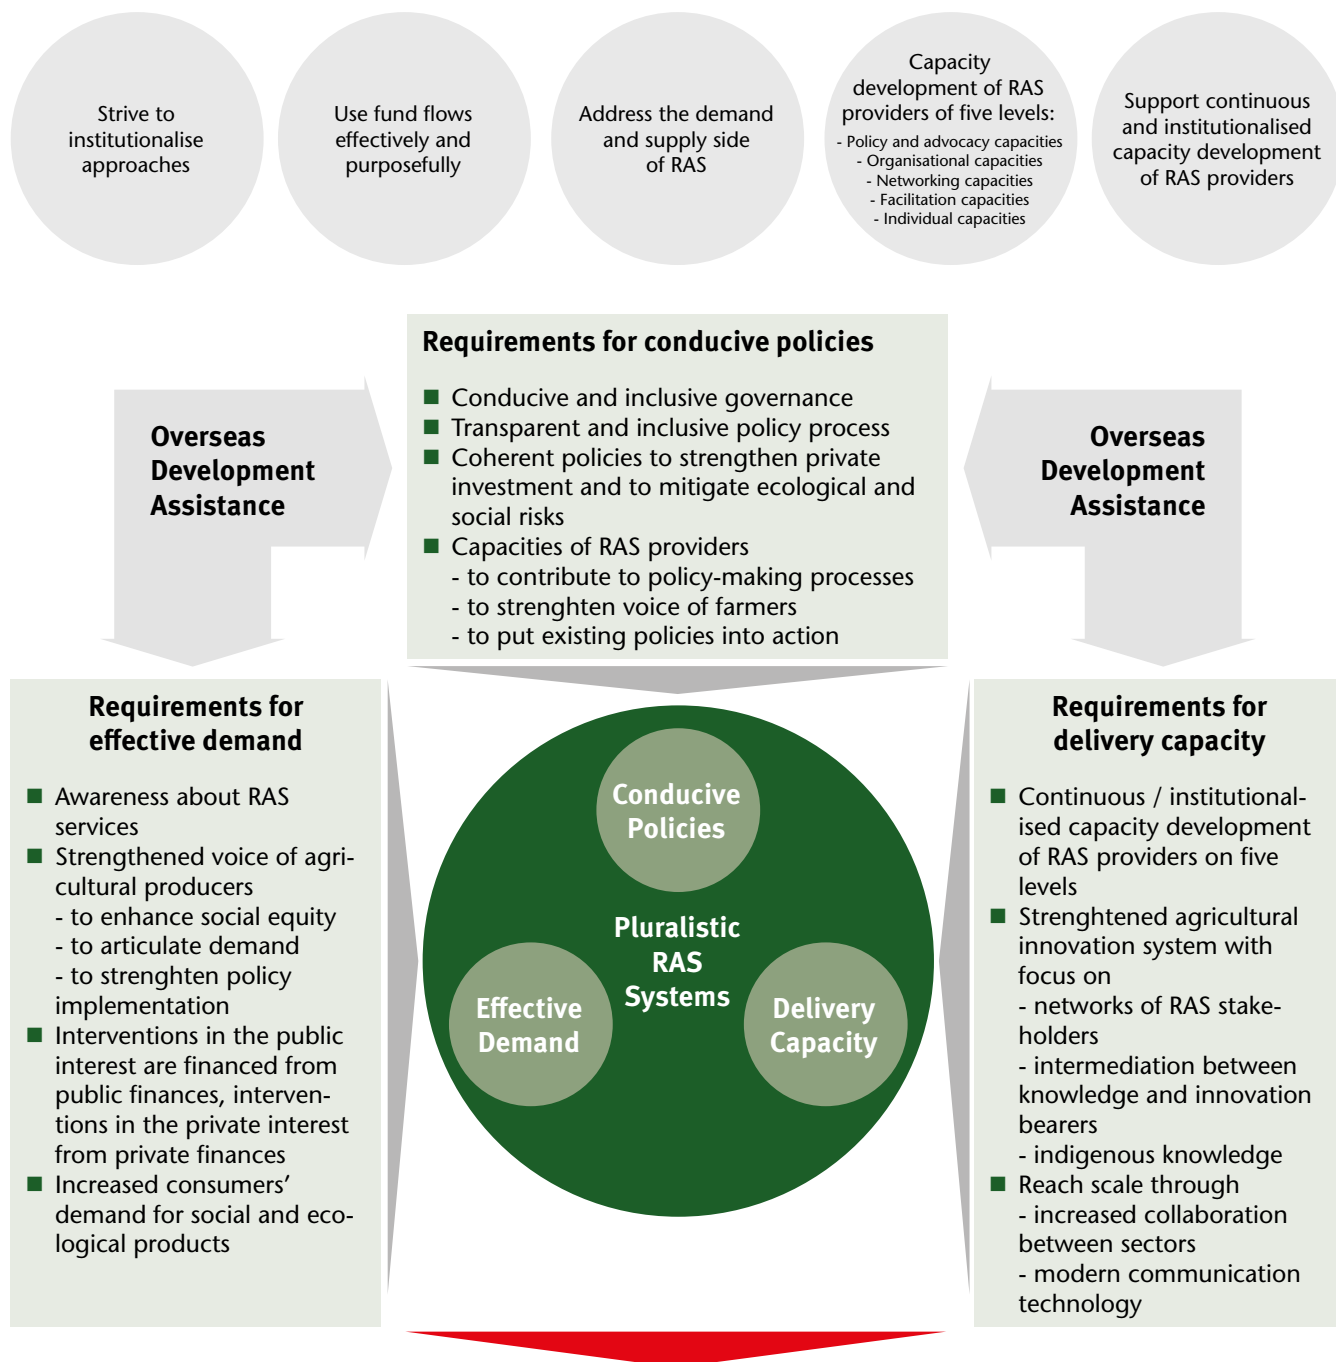 Strive to
institutionalise
approaches
Use fund flows
effectively and
purposefully
Address the demand
and supply side
of RAS
Capacity
development of RAS
providers of five levels:
- Policy and advocacy capacities
- Organisational capacities
- Networking capacities
- Facilitation capacities
- Individual capacities
Support continuous
and institutionalised
capacity development
of RAS providers
Overseas
Development
Assistance
Requirements for conducive policies
■ Conducive and inclusive governance
■ Transparent and inclusive policy process
■ Coherent policies to strengthen private
investment and to mitigate ecological and
social risks
■ Capacities of RAS providers
- to contribute to policy-making processes
- to strenghten voice of farmers
- to put existing policies into action
Overseas
Development
Assistance
Requirements for
effective demand
■ Awareness about RAS
services
■ Strengthened voice of agri-
cultural producers
- to enhance social equity
- to articulate demand
- to strenghten policy
implementation
■ Interventions in the public
interest are financed from
public finances, interven-
tions in the private interest
from private finances
■ Increased consumers’
demand for social and eco-
logical products
Conducive
Policies
Pluralistic
RAS
Systems
Effective
Demand
Delivery
Capacity
Requirements for
delivery capacity
■ Continuous / institutional-
ised capacity development
of RAS providers on five
levels
■ Strenghtened agricultural
innovation system with
focus on
- networks of RAS stake-
holders
- intermediation between
knowledge and innovation
bearers
- indigenous knowledge
■ Reach scale through
- increased collaboration
between sectors
- modern communication
technology